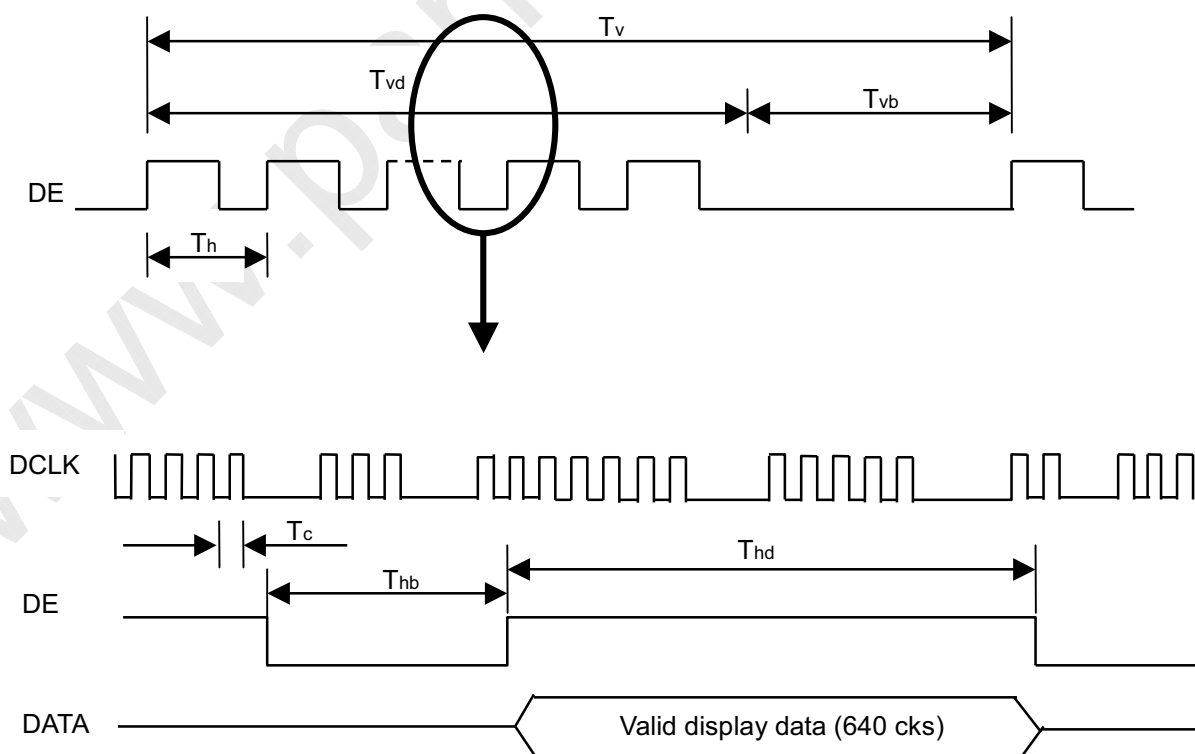 Tv
Tvd
Tvb
DE
Th
DCLK
Tc
Thd
Thb
DE
DATA
Valid display data (640 cks)